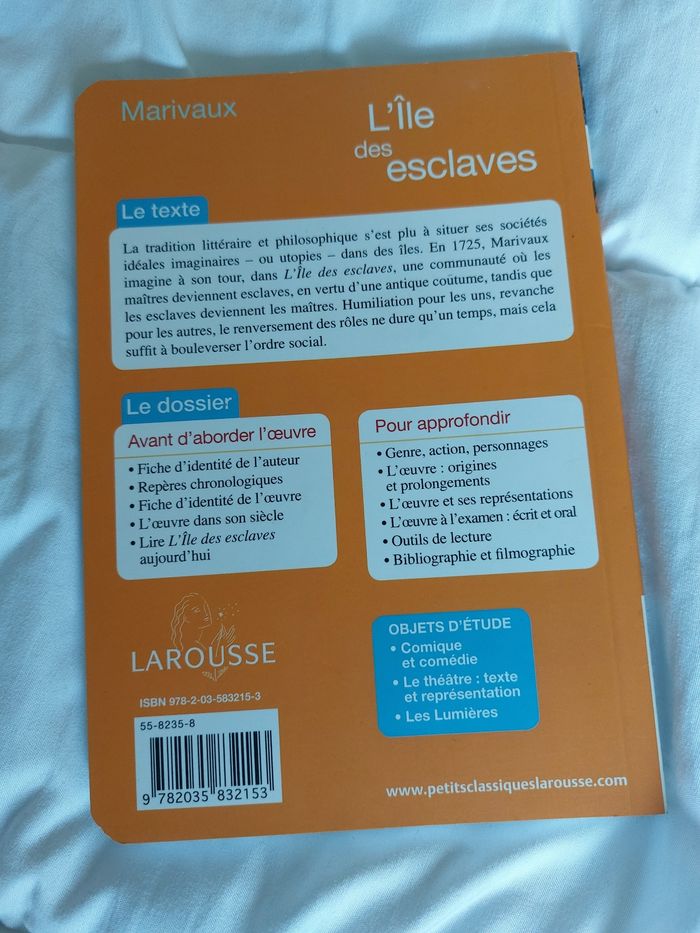 Marivaux
L'Île
des
esclaves
Le texte
La tradition littéraire et philosophique s'est plu à situer ses sociétés
idéales imaginaires – ou utopies – dans des îles. En 1725, Marivaux
imagine à son tour, dans L'Île des esclaves, une communauté où les
maîtres deviennent esclaves, en vertu d'une antique coutume, tandis que
les esclaves deviennent les maîtres. Humiliation pour les uns, revanche
pour les autres, le renversement des rôles ne dure qu'un temps, mais cela
suffit à bouleverser l'ordre social.
Le dossier
Avant d'aborder l'œuvre
• Fiche d'identité de l'auteur
• Repères chronologiques
• Fiche d'identité de l'œuvre
• L'œuvre dans son siècle
• Lire L'Île des esclaves
aujourd'hui
Pour approfondir
• Genre, action, personnages
• L'œuvre : origines
et prolongements
• L'œuvre et ses représentations
• L'œuvre à l'examen : écrit et oral
• Outils de lecture
• Bibliographie et filmographie
LAROUSSE
ISBN 978-2-03-583215-3
55-8235-8
9 782035 832153
OBJETS D'ÉTUDE
• Comique
et comédie
• Le théâtre : texte
et représentation
• Les Lumières
www.petitsclassiqueslarousse.com